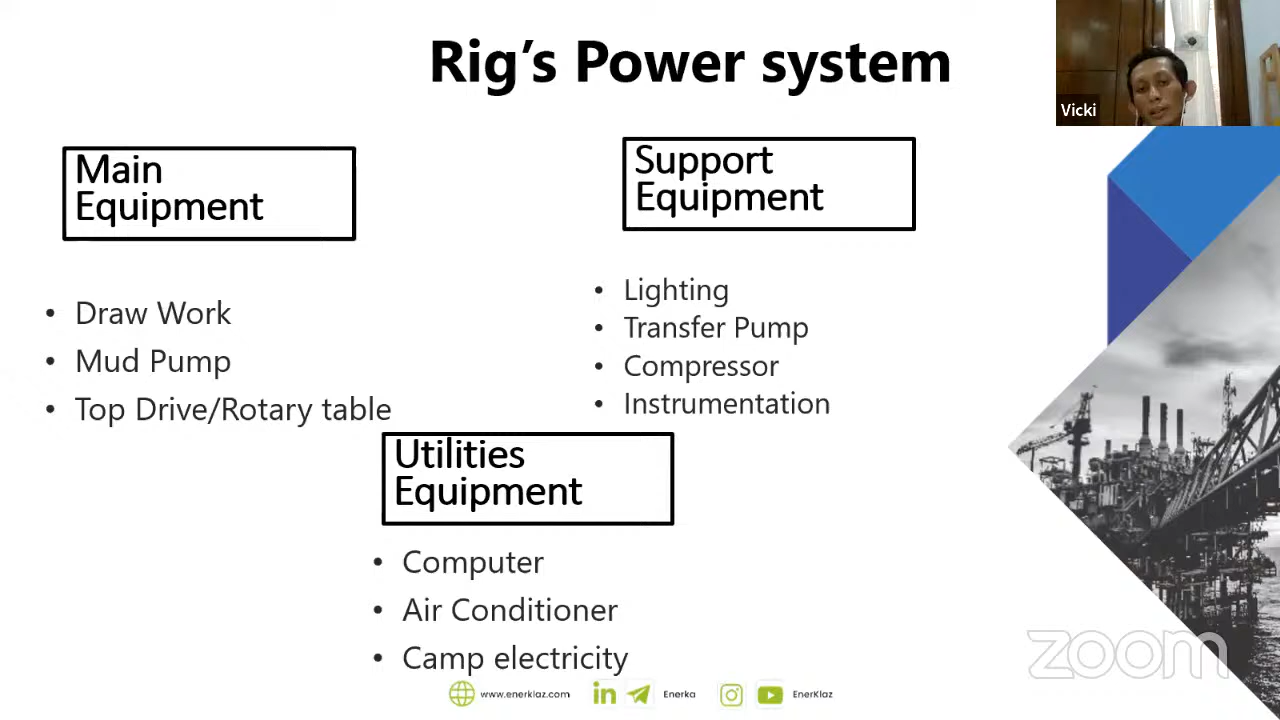 Rig's Power system
Vicki
Main
Equipment
• Draw Work
• Mud Pump
• Top Drive/Rotary table
Support
Equipment
• Lighting
• Transfer Pump
• Compressor
• Instrumentation
Utilities
Equipment
• Computer
• Air Conditioner
• Camp electricity
www.enerklaz.com
in
Enerka
EnerKlaz
zoom